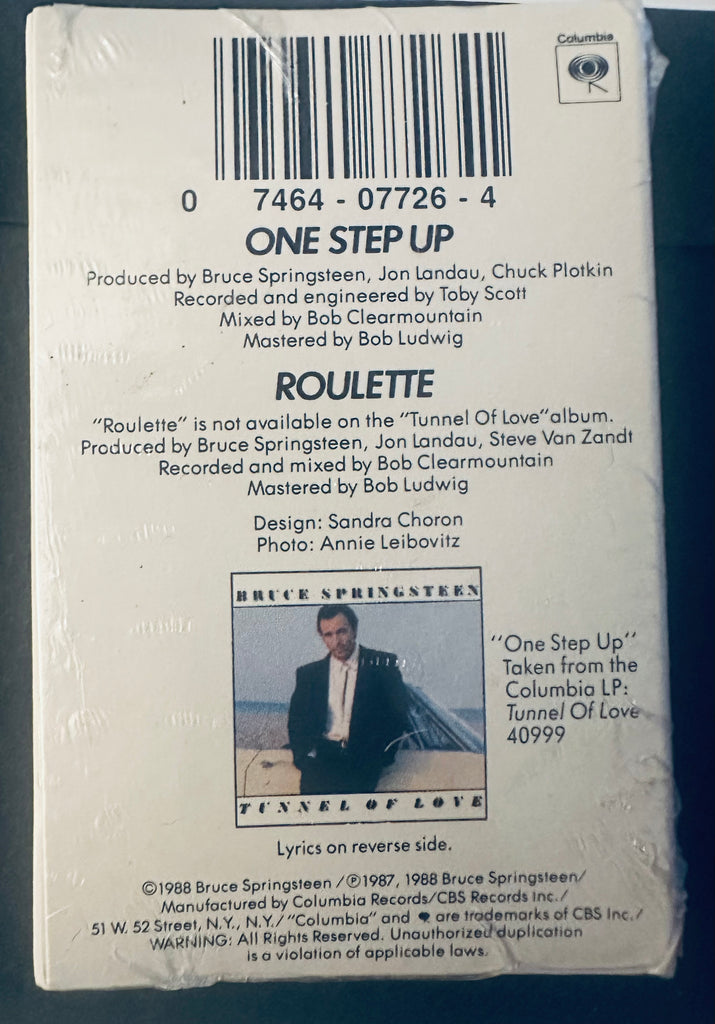 Columbia
0 7464 - 07726 - 4
ONE STEP UP
Produced by Bruce Springsteen, Jon Landau, Chuck Plotkin
Recorded and engineered by Toby Scott
Mixed by Bob Clearmountain
Mastered by Bob Ludwig
ROULETTE
"Roulette" is not available on the "Tunnel Of Love" album.
Produced by Bruce Springsteen, Jon Landau, Steve Van Zandt
Recorded and mixed by Bob Clearmountain
Mastered by Bob Ludwig
Design: Sandra Choron
Photo: Annie Leibovitz
BRUCE SPRINGSTEEN
TUNNEL OF LOVE
"One Step Up"
Taken from the
Columbia LP:
Tunnel Of Love
40999
Lyrics on reverse side.
©1988 Bruce Springsteen/℗1987, 1988 Bruce Springsteen/
Manufactured by Columbia Records/CBS Records Inc./
51 W. 52 Street, N.Y., N.Y./"Columbia" and are trademarks of CBS Inc./
WARNING: All Rights Reserved. Unauthorized duplication
is a violation of applicable laws.